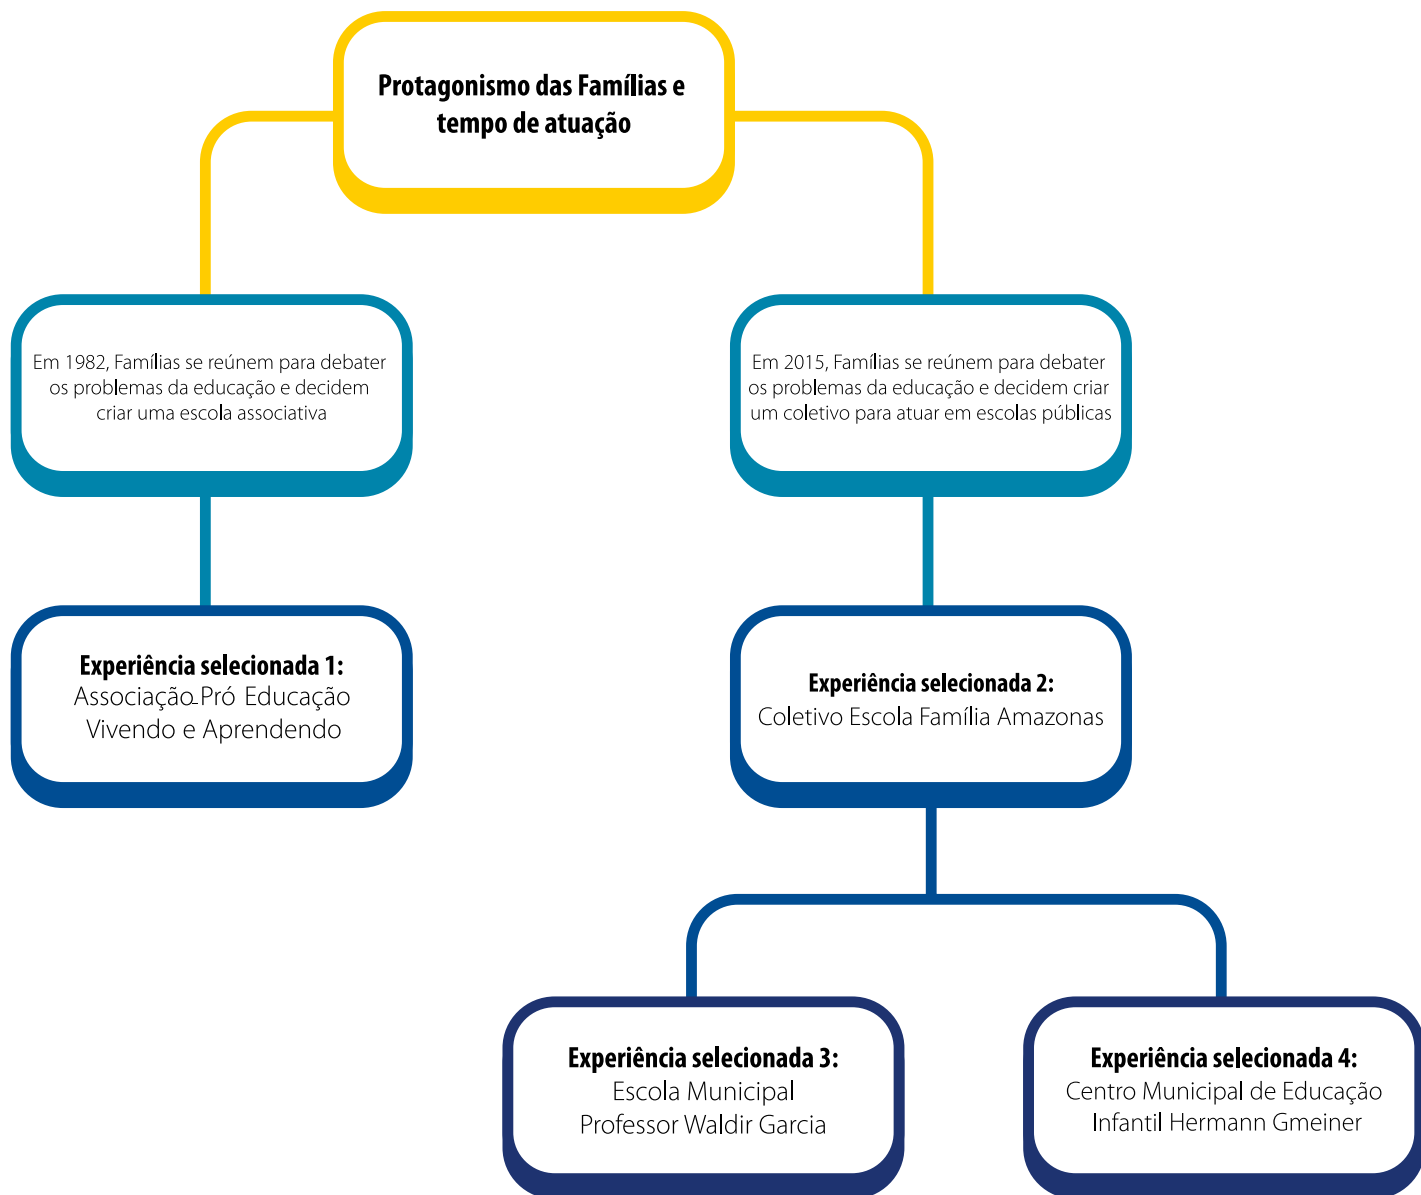 Protagonismo das Famílias e
tempo de atuação
Em 1982, Famílias se reúnem para debater
os problemas da educação e decidem
criar uma escola associativa
Em 2015, Famílias se reúnem para debater
os problemas da educação e decidem criar
um coletivo para atuar em escolas públicas
Experiência selecionada 1:
Associação Pró Educação
Vivendo e Aprendendo
Experiência selecionada 2:
Coletivo Escola Família Amazonas
Experiência selecionada 3:
Escola Municipal
Professor Waldir Garcia
Experiência selecionada 4:
Centro Municipal de Educação
Infantil Hermann Gmeiner